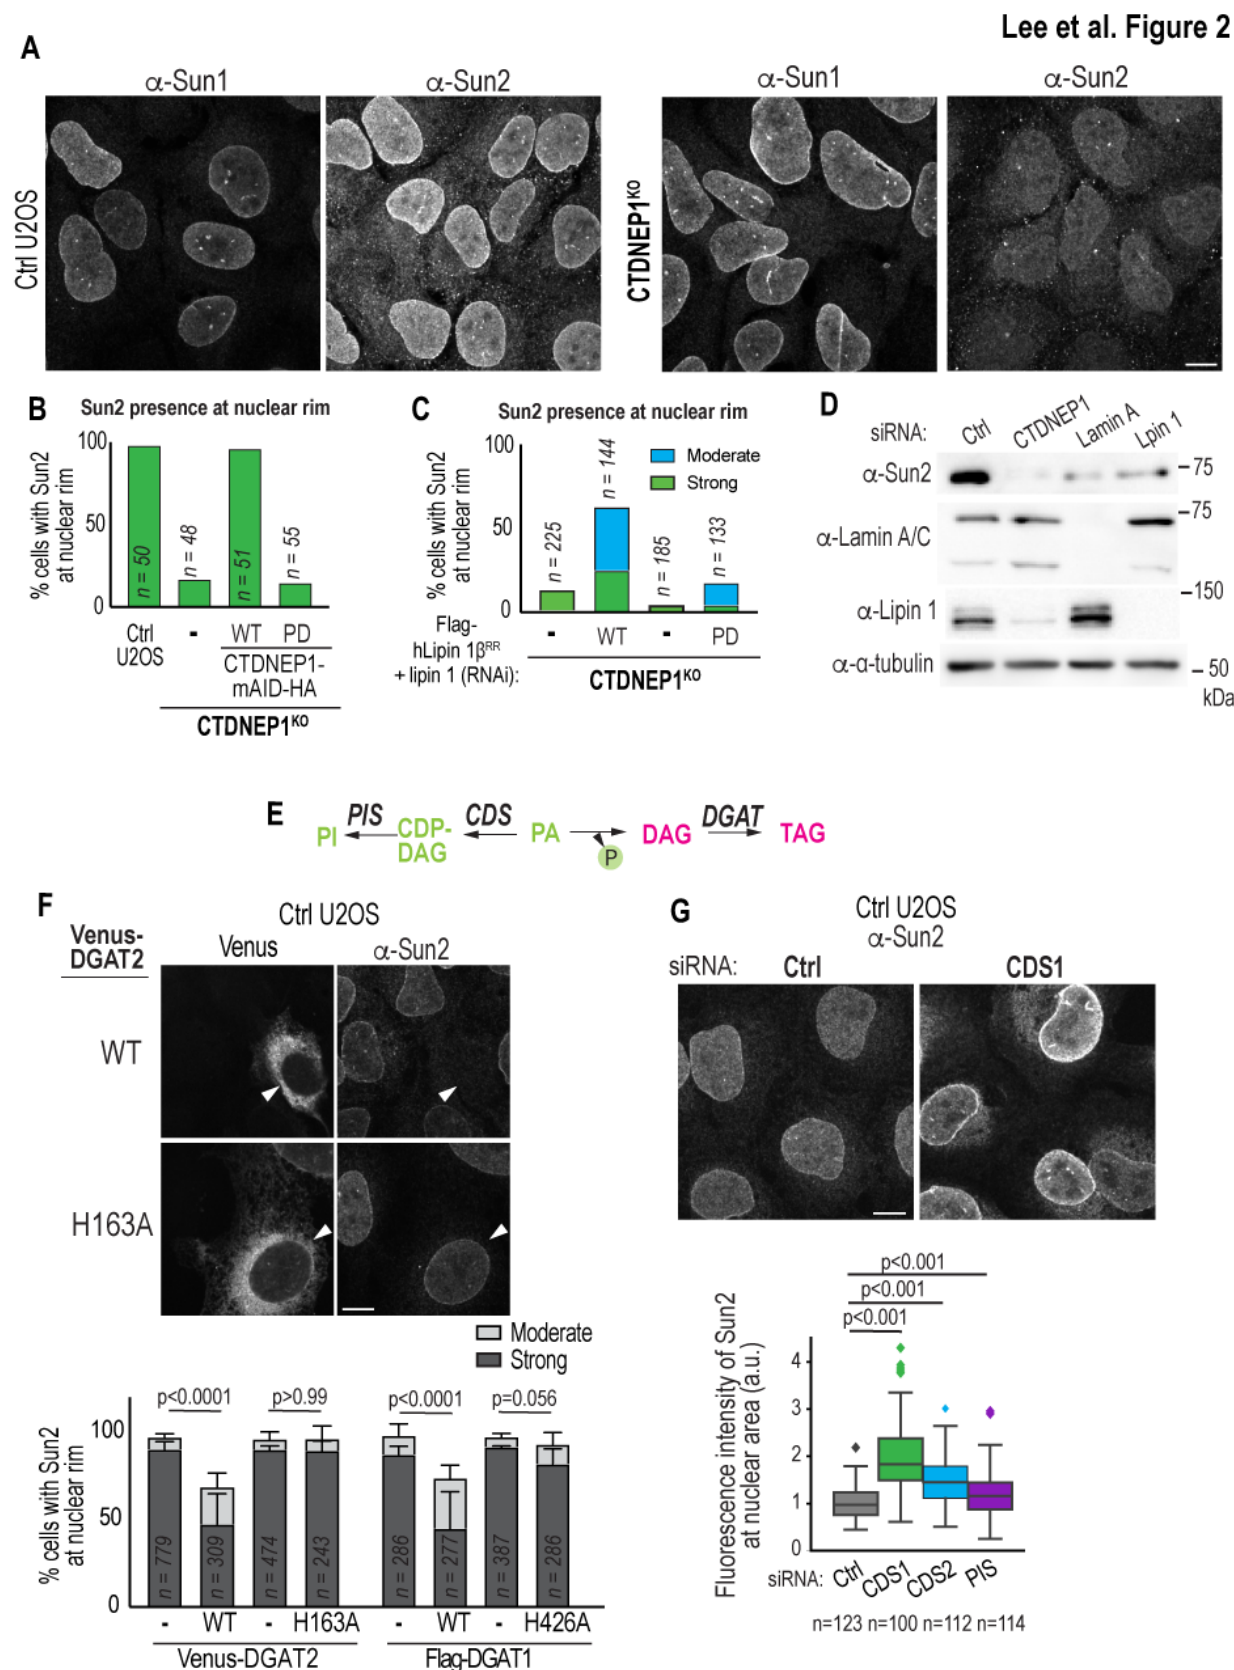 Lee et al. Figure 2
A
α-Sun1
α-Sun2
α-Sun1
α-Sun2
Ctrl U2OS
CTDNEP1KO
B
Sun2 presence at nuclear rim
% cells with Sun2
at nuclear rim
100
50
0
n = 50
n = 48
n = 51
n = 55
Ctrl
U2OS
-
WT
PD
CTDNEP1-
mAID-HA
CTDNEP1KO
C
Sun2 presence at nuclear rim
% cells with Sun2
at nuclear rim
100
50
0
n = 225
n = 144
n = 185
n = 133
Moderate
Strong
Flag-
hLipin 1βRR
+ lipin 1 (RNAi):
-
WT
-
PD
CTDNEP1KO
D
siRNA:
Ctrl
CTDNEP1
Lamin A
Lpin 1
α-Sun2
75
α-Lamin A/C
75
α-Lipin 1
150
α-α-tubulin
50
kDa
E
PI
PIS
CDP-
DAG
CDS
PA
P
DAG
DGAT
TAG
F
Ctrl U2OS
Venus-
DGAT2
Venus
α-Sun2
WT
H163A
Moderate
Strong
% cells with Sun2
at nuclear rim
100
50
0
p<0.0001
p>0.99
p<0.0001
p=0.056
n = 779
n = 309
n = 474
n = 243
n = 286
n = 277
n = 387
n = 286
-
WT
-
H163A
-
WT
-
H426A
Venus-DGAT2
Flag-DGAT1
G
Ctrl U2OS
α-Sun2
siRNA:
Ctrl
CDS1
p<0.001
p<0.001
p<0.001
Fluorescence intensity of Sun2
at nuclear area (a.u.)
4
3
2
1
0
siRNA:
Ctrl
CDS1
CDS2
PIS
n=123 n=100 n=112 n=114